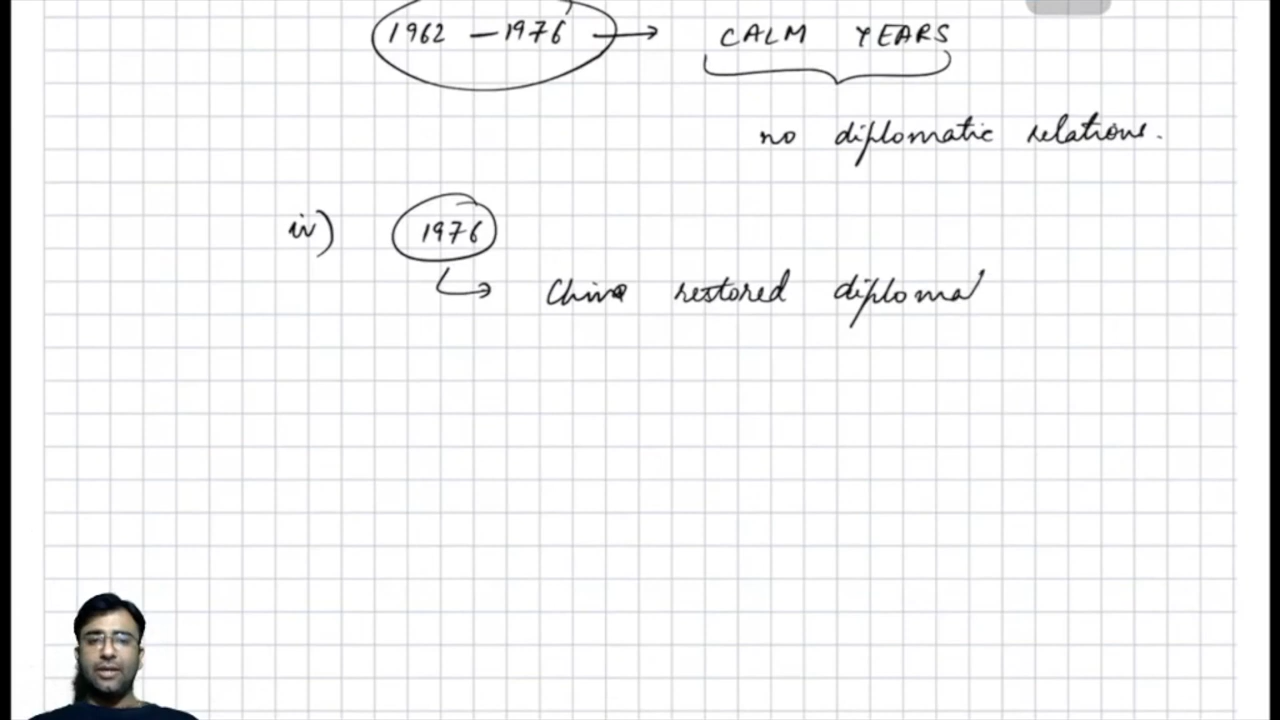 1962 — 1976 → CALM YEARS
no diplomatic relations.
iv) 1976
↳ China restored diploma